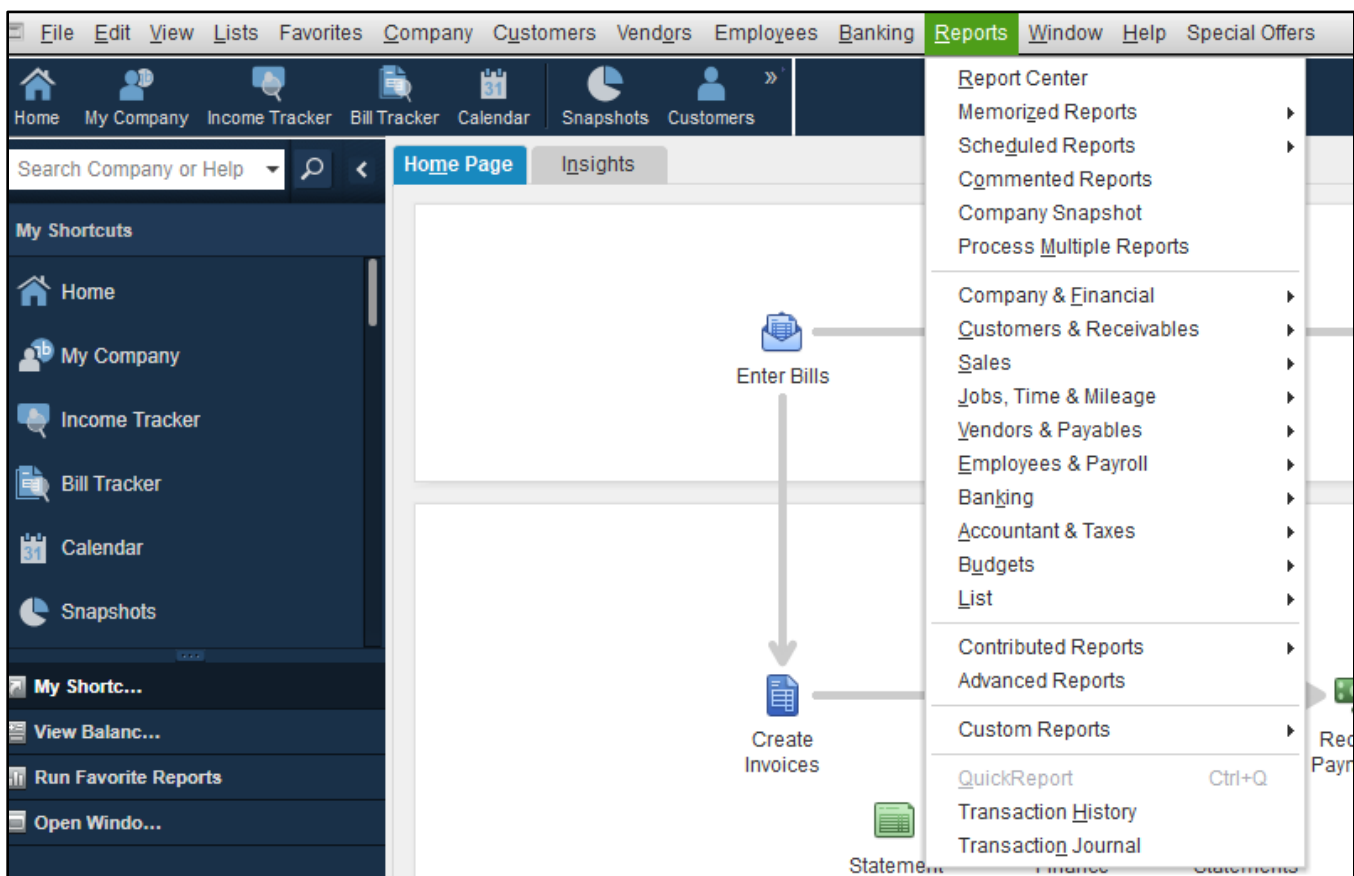 File Edit View Lists Favorites Company Customers Vendors Employees Banking Reports Window Help Special Offers
Home My Company Income Tracker Bill Tracker 31 Calendar Snapshots Customers »
Search Company or Help
Home Page Insights
My Shortcuts
Home
My Company
Income Tracker
Bill Tracker
31 Calendar
Snapshots
My Shortc...
View Balanc...
Run Favorite Reports
Open Windo...
Enter Bills
Create
Invoices
Statement
Report Center
Memorized Reports
Scheduled Reports
Commented Reports
Company Snapshot
Process Multiple Reports
Company & Financial
Customers & Receivables
Sales
Jobs, Time & Mileage
Vendors & Payables
Employees & Payroll
Banking
Accountant & Taxes
Budgets
List
Contributed Reports
Advanced Reports
Custom Reports
QuickReport Ctrl+Q
Transaction History
Transaction Journal
Finance
Statements